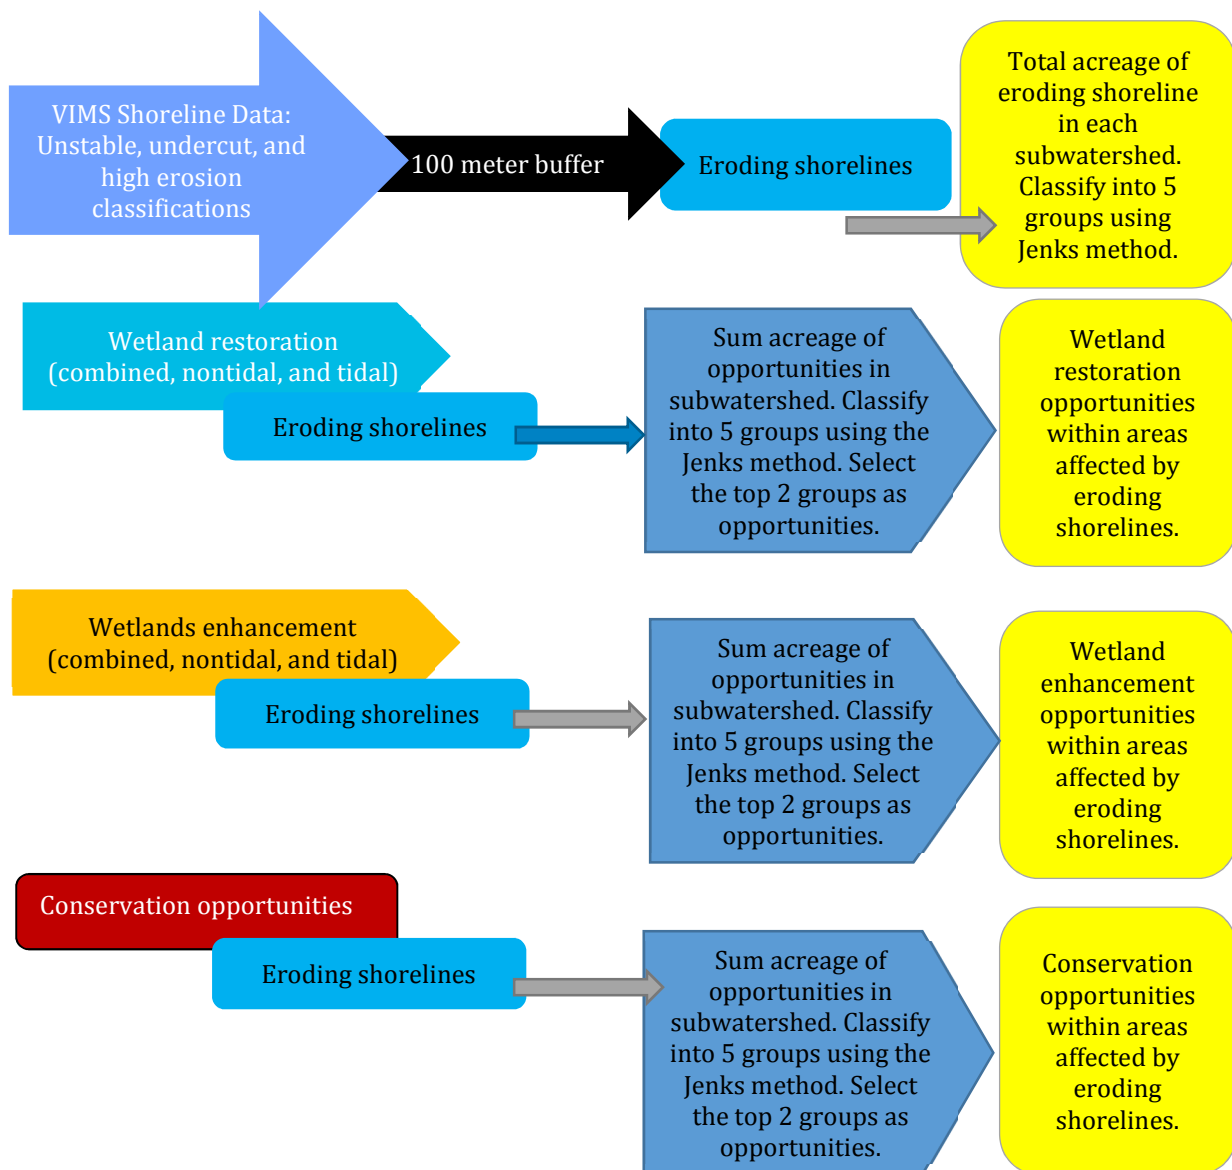 VIMS Shoreline Data:
Unstable, undercut, and
high erosion
classifications
100 meter buffer
Eroding shorelines
Total acreage of
eroding shoreline
in each
subwatershed.
Classify into 5
groups using
Jenks method.
Wetland restoration
(combined, nontidal, and tidal)
Eroding shorelines
Sum acreage of
opportunities in
subwatershed. Classify
into 5 groups using the
Jenks method. Select
the top 2 groups as
opportunities.
Wetland
restoration
opportunities
within areas
affected by
eroding
shorelines.
Wetlands enhancement
(combined, nontidal, and tidal)
Eroding shorelines
Sum acreage of
opportunities in
subwatershed. Classify
into 5 groups using the
Jenks method. Select
the top 2 groups as
opportunities.
Wetland
enhancement
opportunities
within areas
affected by
eroding
shorelines.
Conservation opportunities
Eroding shorelines
Sum acreage of
opportunities in
subwatershed. Classify
into 5 groups using the
Jenks method. Select
the top 2 groups as
opportunities.
Conservation
opportunities
within areas
affected by
eroding
shorelines.